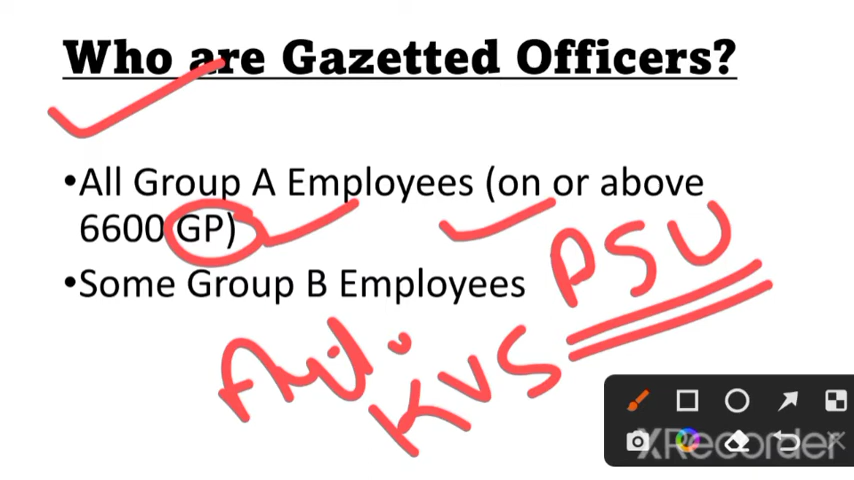 Who are Gazetted Officers?
•All Group A Employees (on or above
6600 GP)
•Some Group B Employees
PSU
KVS
XRecorder